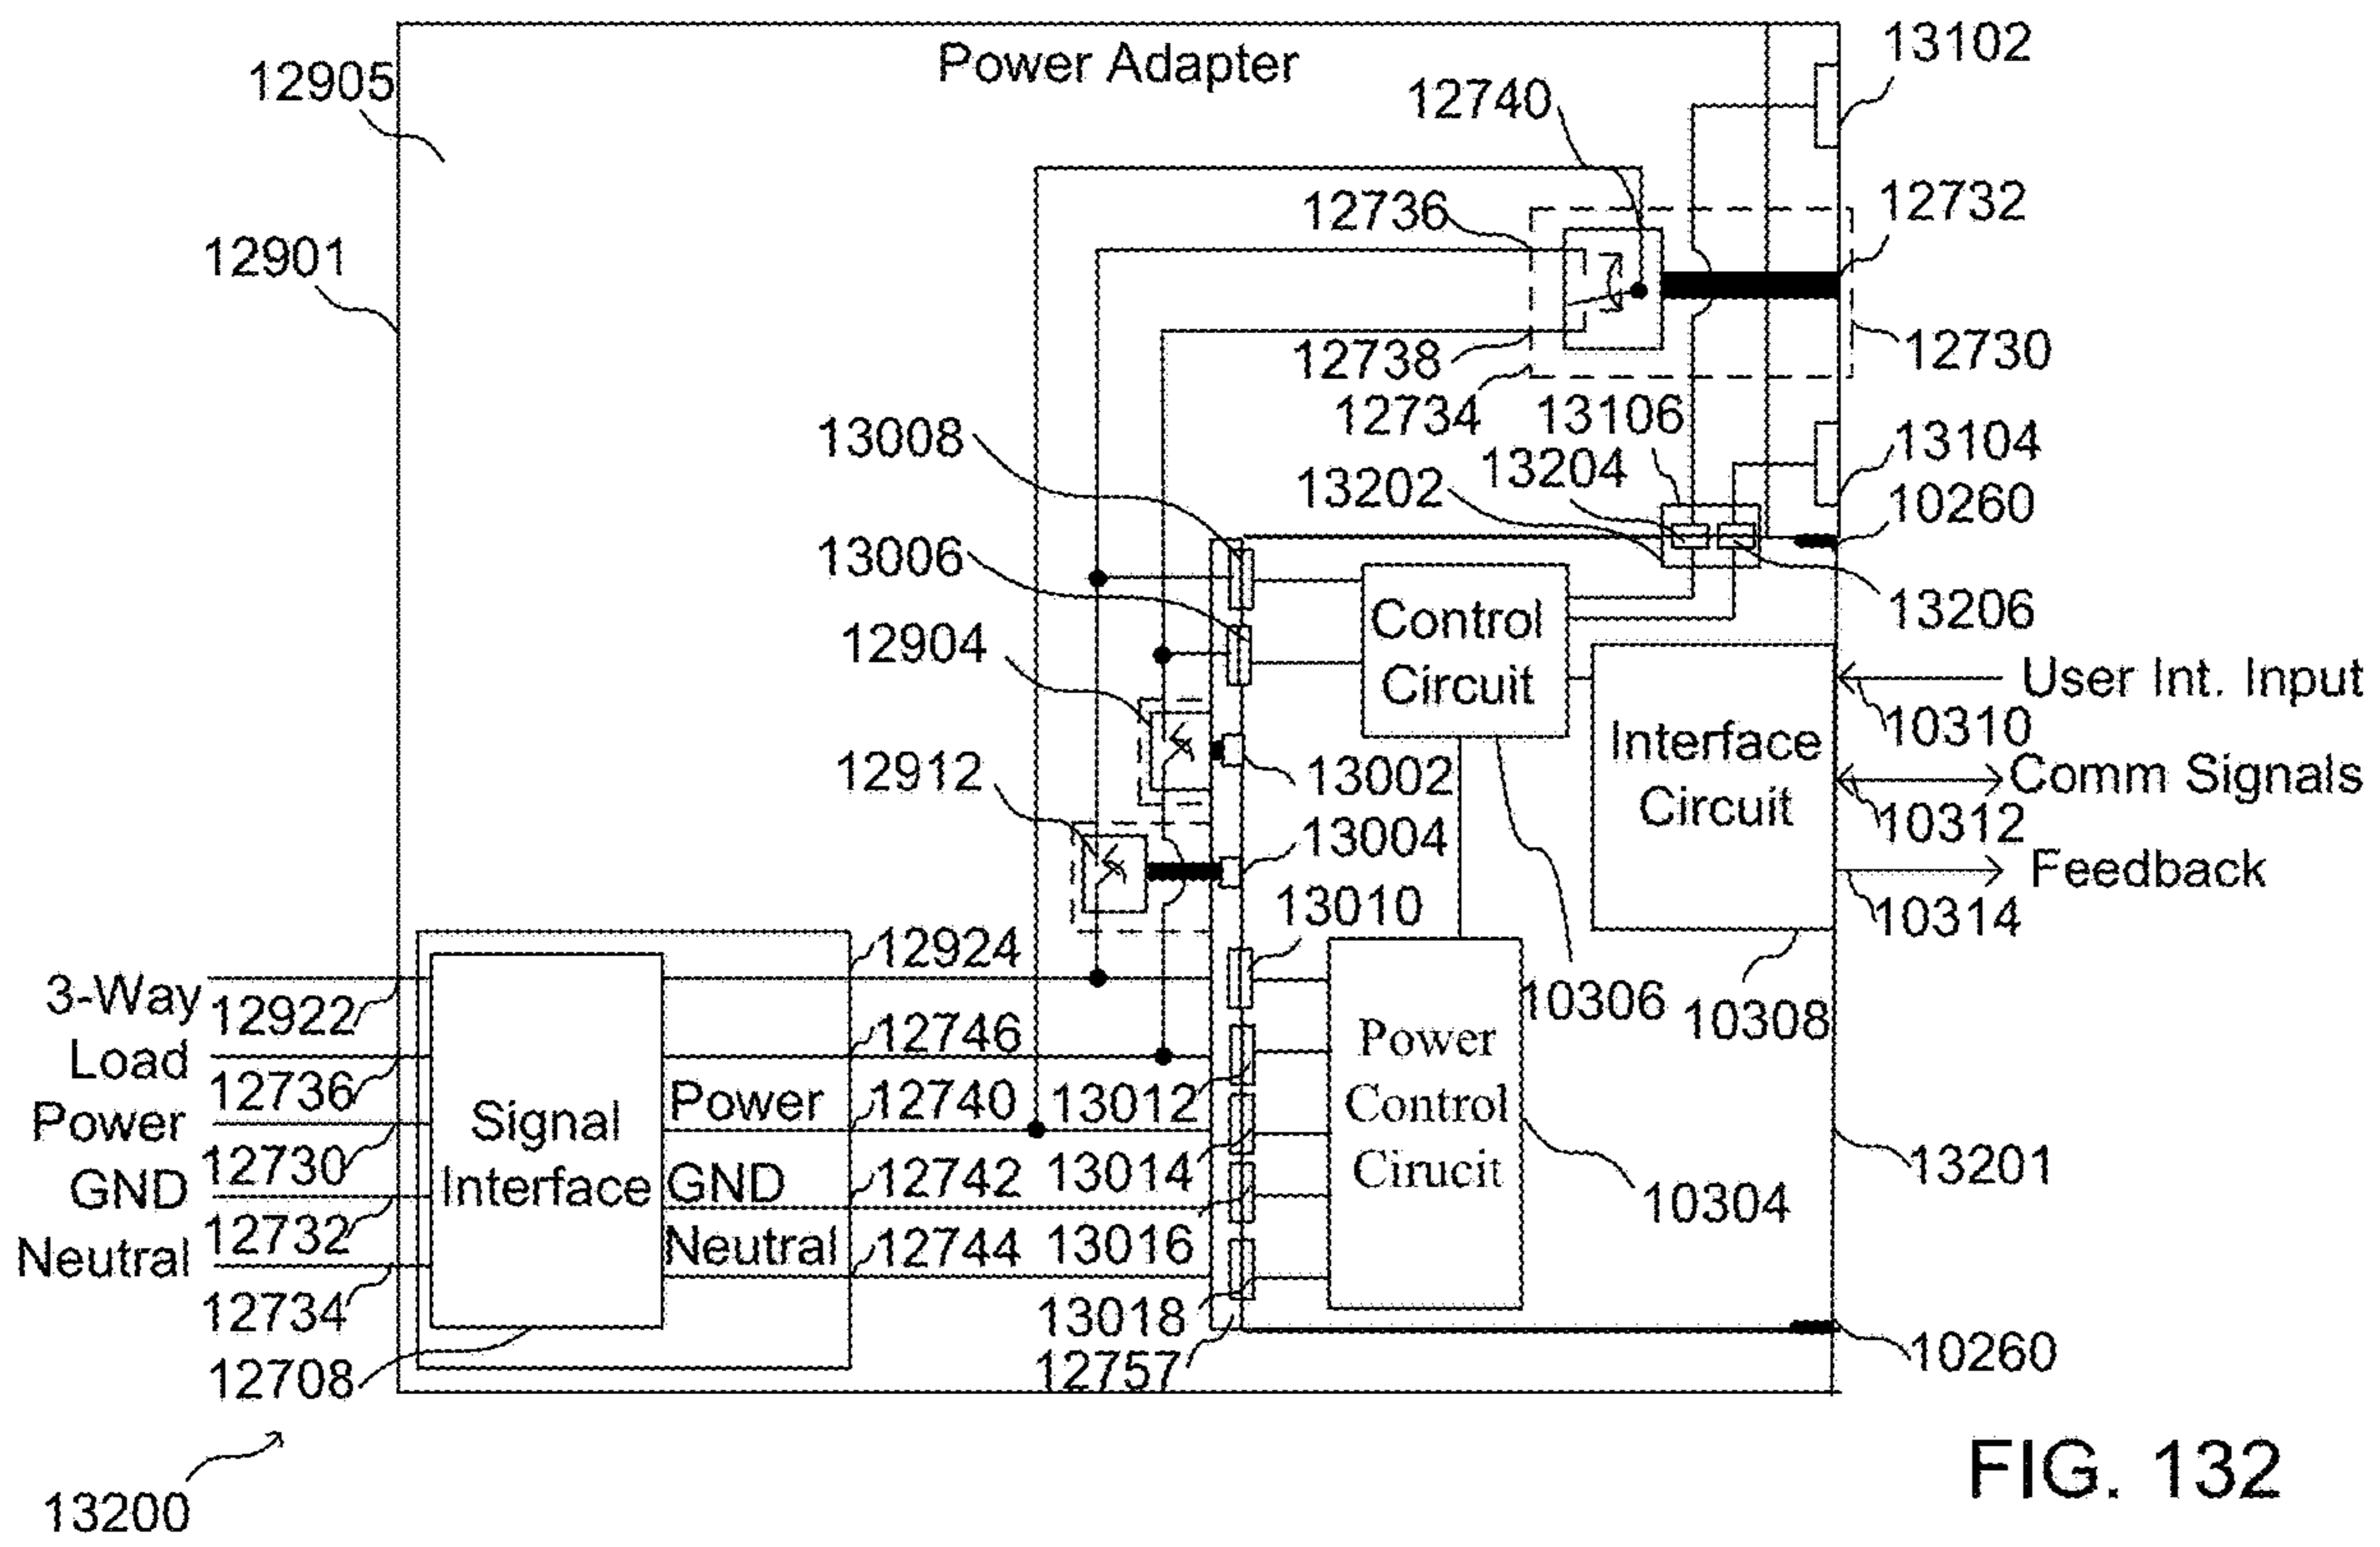 Power Adapter
13102
12905
12740
12736
12732
12901
12738
12730
12734
13106
13008
13204
13104
13202
10260
13006
13206
12904
Control
Circuit
User Int. Input
10310
Interface
Circuit
12912
13002
Comm Signals
10312
13004
Feedback
13010
10314
12924
3-Way
12922
10306
10308
12746
Load
12736
Power
Control
Cirucit
Power
12740
13012
Power
12730
Signal
Interface
GND
12742
13014
13201
GND
12732
10304
Neutral
12744
13016
Neutral
12734
13018
12708
12757
10260
13200
FIG. 132